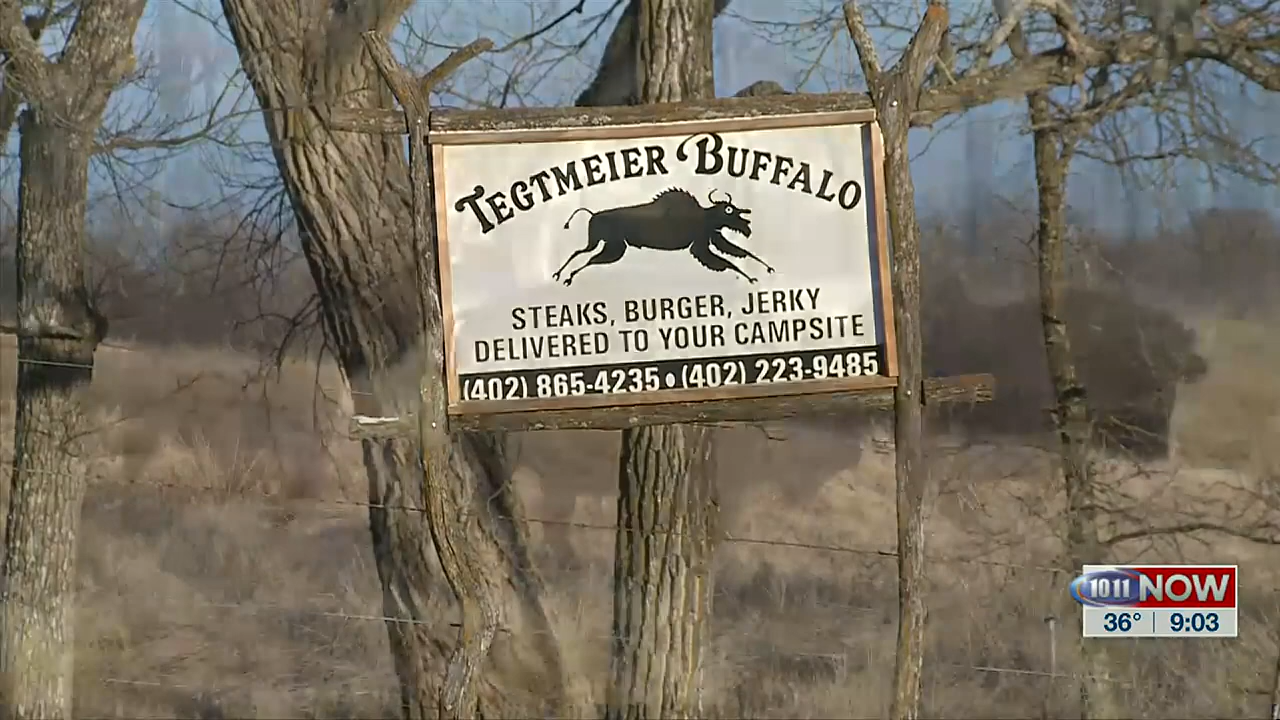 TEGTMEIER BUFFALO
STEAKS, BURGER, JERKY
DELIVERED TO YOUR CAMPSITE
(402) 865-4235 • (402) 223-9485
1011 NOW
36° | 9:03